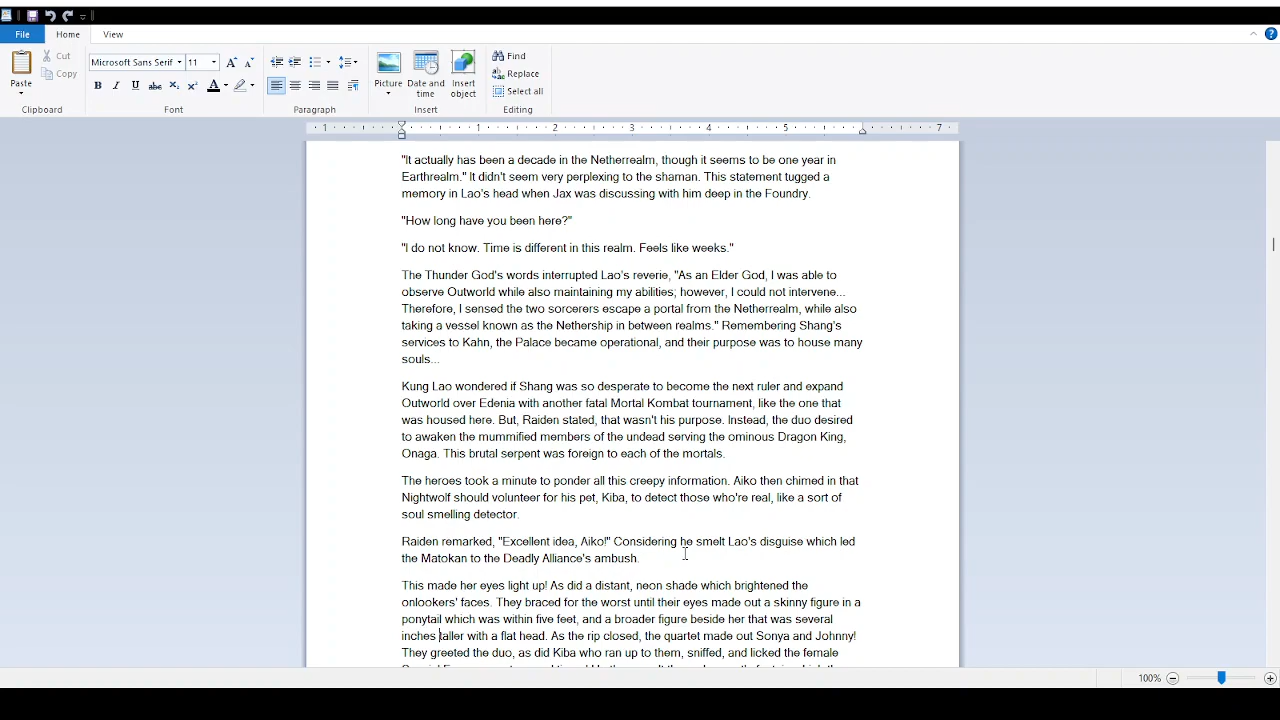 File Home View
Paste Cut Copy Clipboard
Microsoft Sans Serif 11 Font
Paragraph
Picture Date and time Insert object Insert
Find Replace Select all Editing
1 1 2 3 4 5 7
"It actually has been a decade in the Netherrealm, though it seems to be one year in
Earthrealm." It didn't seem very perplexing to the shaman. This statement tugged a
memory in Lao's head when Jax was discussing with him deep in the Foundry.
"How long have you been here?"
"I do not know. Time is different in this realm. Feels like weeks."
The Thunder God's words interrupted Lao's reverie, "As an Elder God, I was able to
observe Outworld while also maintaining my abilities; however, I could not intervene...
Therefore, I sensed the two sorcerers escape a portal from the Netherrealm, while also
taking a vessel known as the Nethership in between realms." Remembering Shang's
services to Kahn, the Palace became operational, and their purpose was to house many
souls...
Kung Lao wondered if Shang was so desperate to become the next ruler and expand
Outworld over Edenia with another fatal Mortal Kombat tournament, like the one that
was housed here. But, Raiden stated, that wasn't his purpose. Instead, the duo desired
to awaken the mummified members of the undead serving the ominous Dragon King,
Onaga. This brutal serpent was foreign to each of the mortals.
The heroes took a minute to ponder all this creepy information. Aiko then chimed in that
Nightwolf should volunteer for his pet, Kiba, to detect those who're real, like a sort of
soul smelling detector.
Raiden remarked, "Excellent idea, Aiko!" Considering he smelt Lao's disguise which led
the Matokan to the Deadly Alliance's ambush.
This made her eyes light up! As did a distant, neon shade which brightened the
onlookers' faces. They braced for the worst until their eyes made out a skinny figure in a
ponytail which was within five feet, and a broader figure beside her that was several
inches taller with a flat head. As the rip closed, the quartet made out Sonya and Johnny!
They greeted the duo, as did Kiba who ran up to them, sniffed, and licked the female
100%